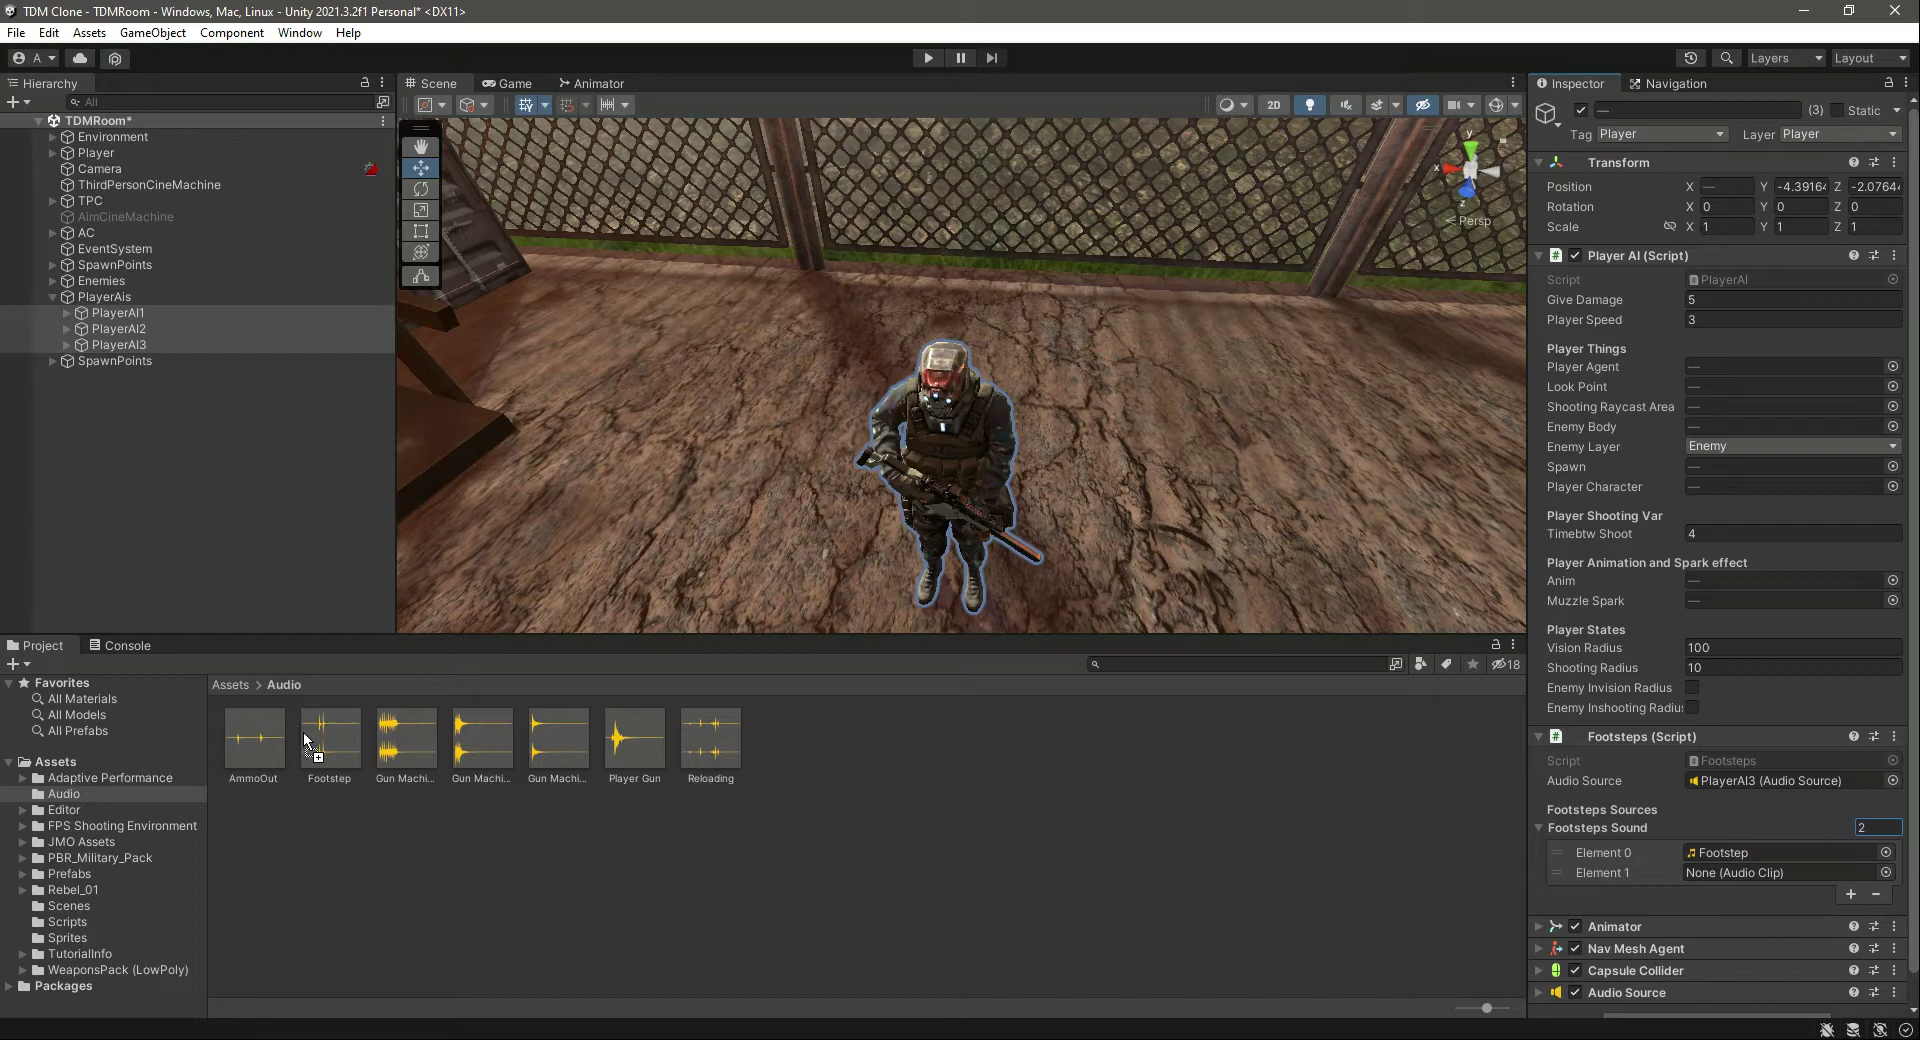 TDM Clone - TDMRoom - Windows, Mac, Linux - Unity 2021.3.2f1 Personal* <DX11>
File Edit Assets GameObject Component Window Help
A Layers Layout
Hierarchy
All
TDMRoom*
Environment
Player
Camera
ThirdPersonCineMachine
TPC
AimCineMachine
AC
EventSystem
SpawnPoints
Enemies
PlayerAis
PlayerAI1
PlayerAI2
PlayerAI3
SpawnPoints
Scene Game Animator
2D
y
x
z
Persp
Inspector Navigation
— (3) Static
Tag Player Layer Player
Transform
Position X — Y -4.39164 Z -2.0764
Rotation X 0 Y 0 Z 0
Scale X 1 Y 1 Z 1
Player AI (Script)
Script PlayerAI
Give Damage 5
Player Speed 3
Player Things
Player Agent —
Look Point —
Shooting Raycast Area —
Enemy Body —
Enemy Layer Enemy
Spawn —
Player Character —
Player Shooting Var
Timebtw Shoot 4
Player Animation and Spark effect
Anim —
Muzzle Spark —
Player States
Vision Radius 100
Shooting Radius 10
Enemy Invision Radius
Enemy Inshooting Radiu
Footsteps (Script)
Script Footsteps
Audio Source PlayerAI3 (Audio Source)
Footsteps Sources
Footsteps Sound 2
Element 0 Footstep
Element 1 None (Audio Clip)
+ −
Animator
Nav Mesh Agent
Capsule Collider
Audio Source
Project Console
18
Favorites
All Materials
All Models
All Prefabs
Assets
Adaptive Performance
Audio
Editor
FPS Shooting Environment
JMO Assets
PBR_Military_Pack
Prefabs
Rebel_01
Scenes
Scripts
Sprites
TutorialInfo
WeaponsPack (LowPoly)
Packages
Assets > Audio
AmmoOut Footstep Gun Machi... Gun Machi... Gun Machi... Player Gun Reloading